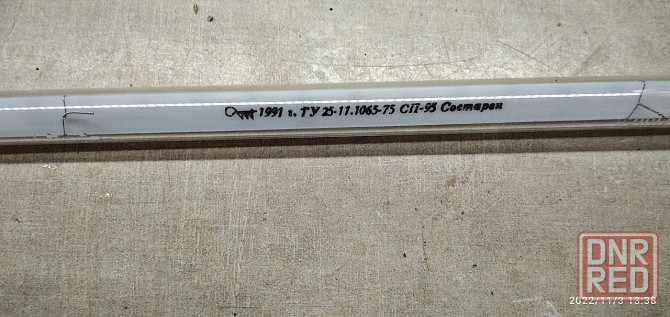 1991 г. ТУ 25-11.1065-75 СП-95 Состарен
DNR
RED
2022/11/3 13:38